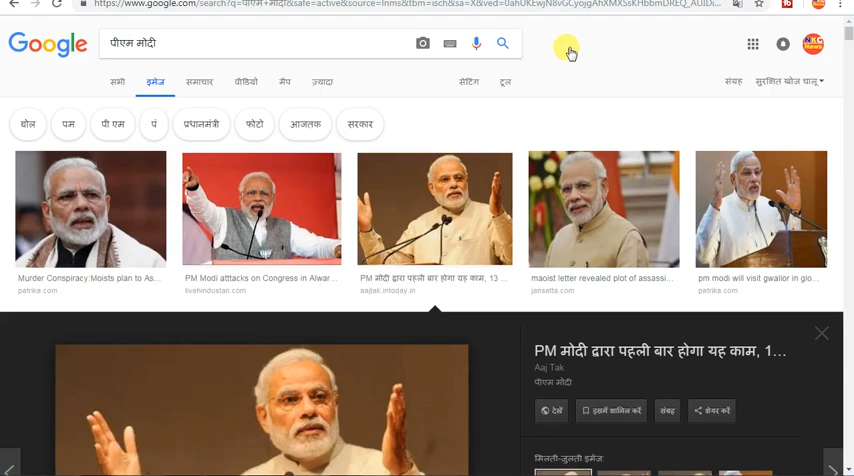 https://www.google.com/search?q=पीएम+मोदी&safe=active&source=lnms&tbm=isch&sa=X&ved=0ahUKEwjN8vGCyojgAhXMXSsKHbbmDREQ_AUIDi...
Google
पीएम मोदी
NKC
News
सभी इमेज समाचार वीडियो मैप ज़्यादा सेटिंग टूल
संग्रह सुरक्षित खोज चालू
बोल पम पी एम पं प्रधानमंत्री फोटो आजतक सरकार
Murder Conspiracy:Moists plan to As...
patrika.com
PM Modi atttacks on Congress in Alwar...
livehindustan.com
PM मोदी द्वारा पहली बार होगा यह काम, 13 ...
aajtak.intoday.in
maoist letter revealed plot of assassi...
jansatta.com
pm modi will visit gwalior in glo...
patrika.com
PM मोदी द्वारा पहली बार होगा यह काम, 1...
Aaj Tak
पीएम मोदी
देखें
इसमें शामिल करें
संग्रह
शेयर करें
मिलती-जुलती इमेज: